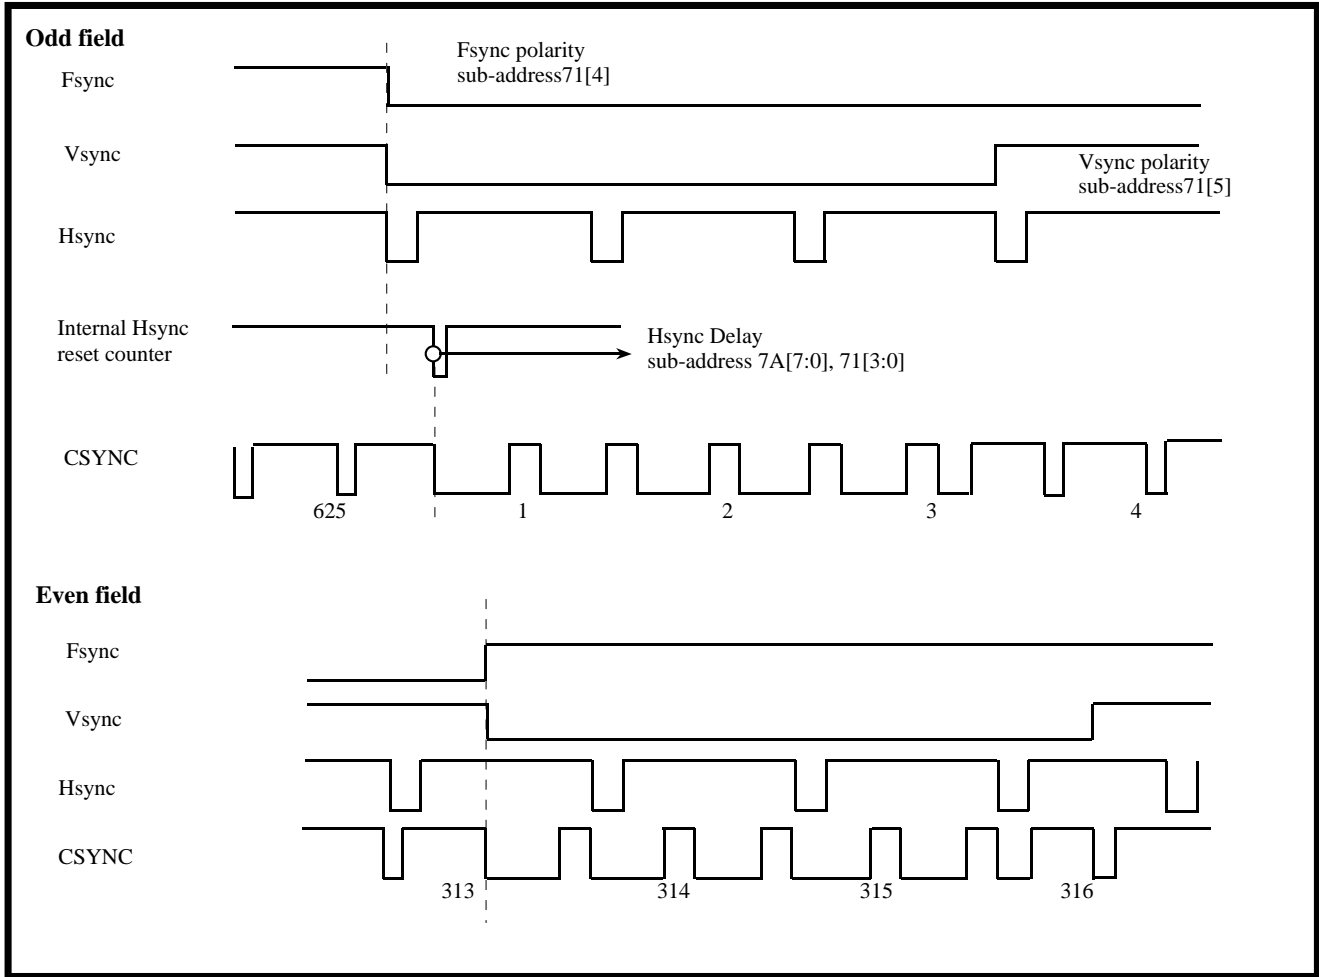 Odd field
Fsync polarity
sub-address71[4]
Fsync
Vsync
Vsync polarity
sub-address71[5]
Hsync
Internal Hsync
reset counter
Hsync Delay
sub-address 7A[7:0], 71[3:0]
CSYNC
625 1 2 3 4
Even field
Fsync
Vsync
Hsync
CSYNC
313 314 315 316